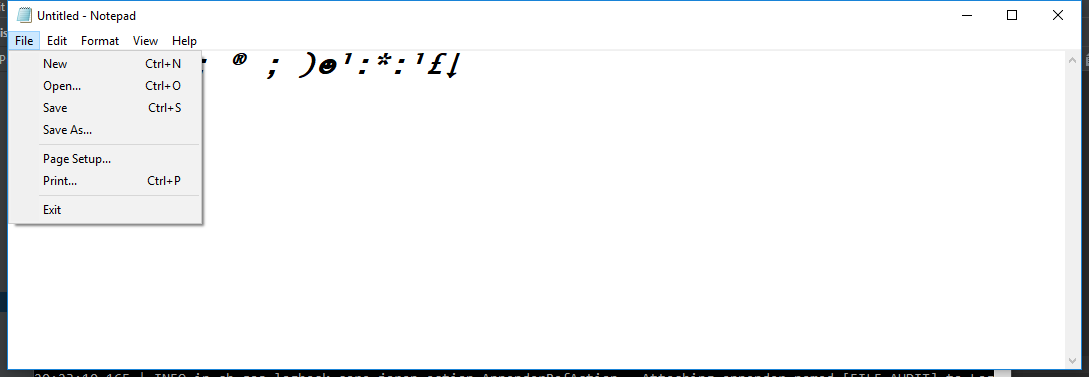 Untitled - Notepad
File Edit Format View Help
® ; )☻¹:*:¹£↓
New Ctrl+N
Open... Ctrl+O
Save Ctrl+S
Save As...
Page Setup...
Print... Ctrl+P
Exit